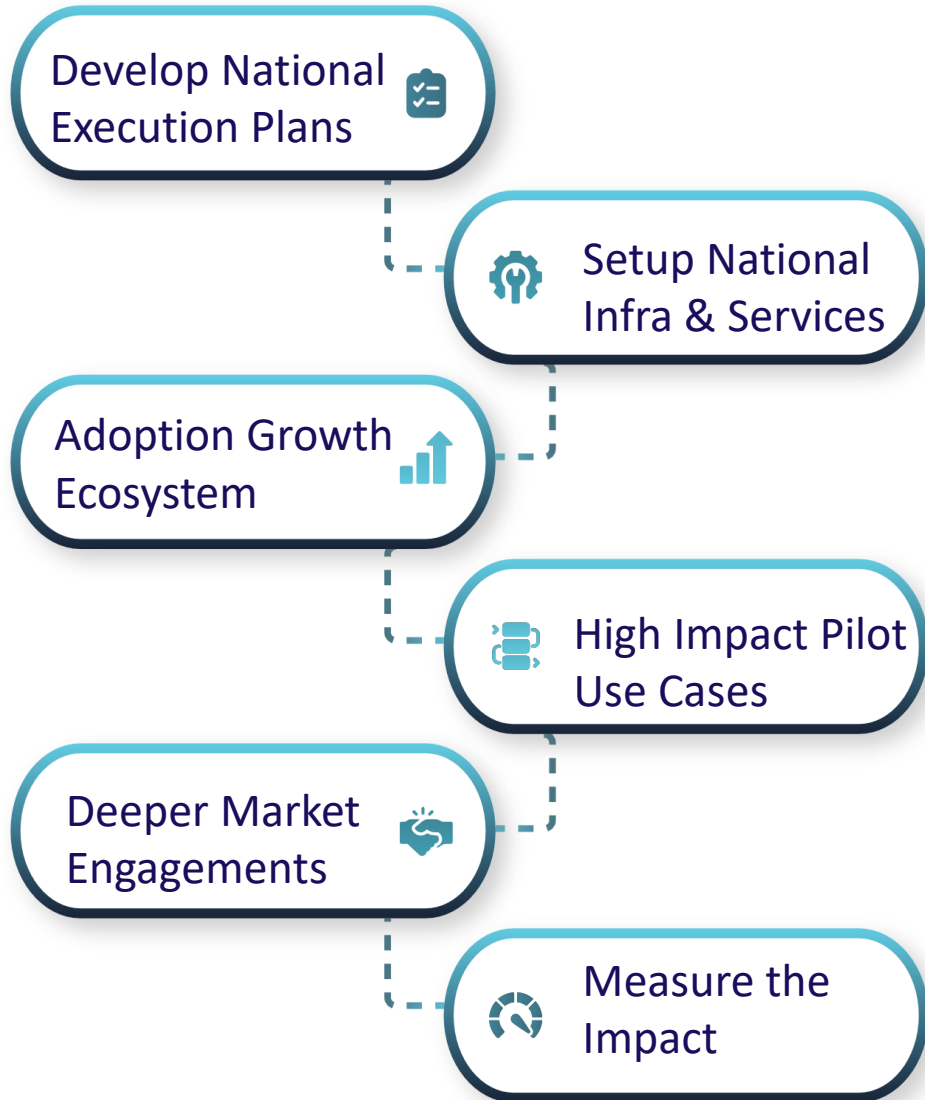 Develop National
Execution Plans
Setup National
Infra & Services
Adoption Growth
Ecosystem
High Impact Pilot
Use Cases
Deeper Market
Engagements
Measure the
Impact